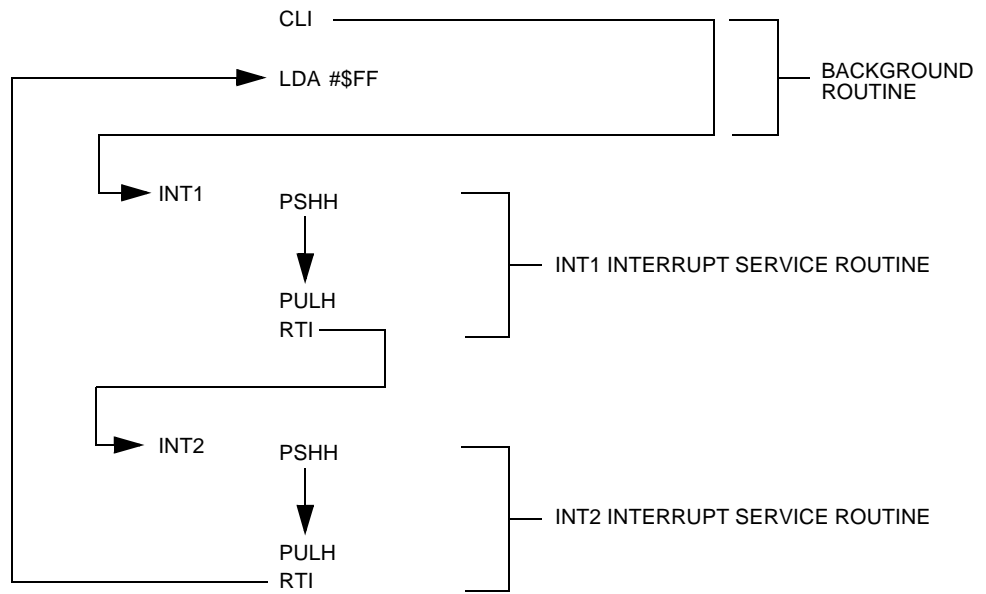 CLI
LDA #$FF
BACKGROUND
ROUTINE
INT1
PSHH
INT1 INTERRUPT SERVICE ROUTINE
PULH
RTI
INT2
PSHH
INT2 INTERRUPT SERVICE ROUTINE
PULH
RTI